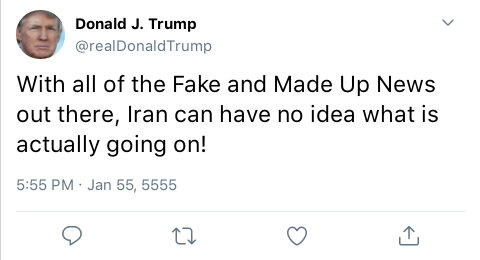 Donald J. Trump
@realDonaldTrump
With all of the Fake and Made Up News
out there, Iran can have no idea what is
actually going on!
5:55 PM · Jan 55, 5555